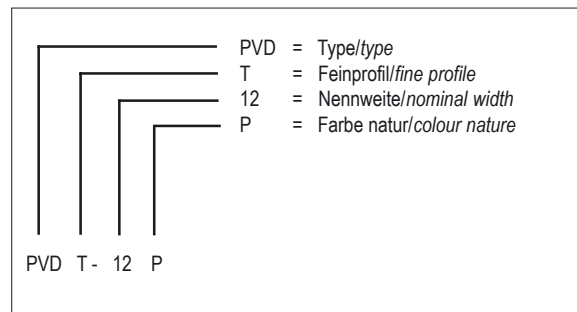 PVD = Type/type
T = Feinprofil/fine profile
12 = Nennweite/nominal width
P = Farbe natur/colour nature
PVD T - 12 P